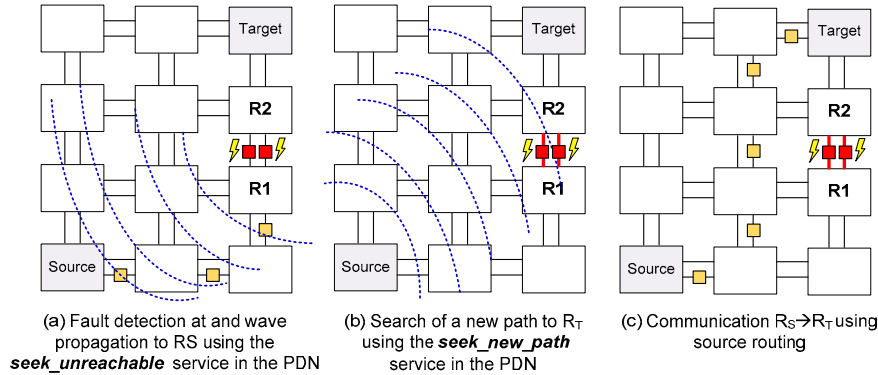 Target
R2
R1
Source
Target
R2
R1
Source
Target
R2
R1
Source
(a) Fault detection at and wave
propagation to RS using the
seek_unreachable service in the PDN
(b) Search of a new path to RT
using the seek_new_path
service in the PDN
(c) Communication RS→RT using
source routing